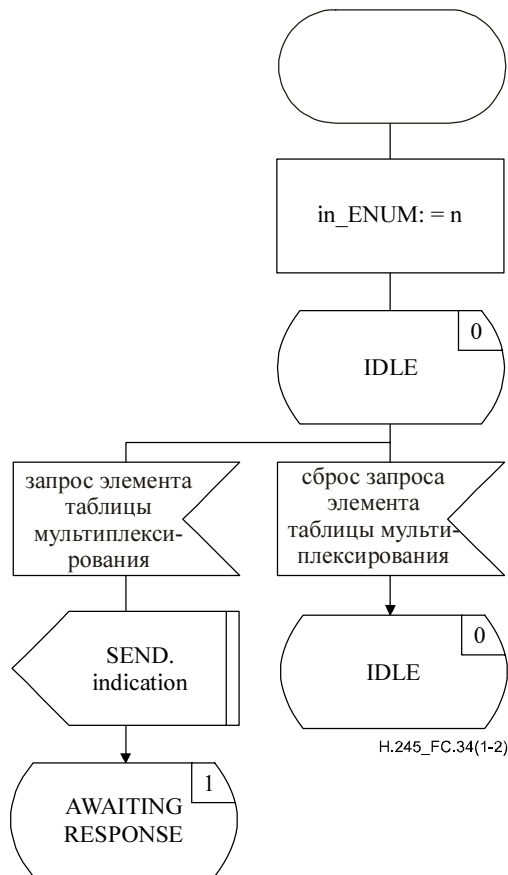 in_ENUM: = n
0
IDLE
запрос элемента
таблицы
мультиплекси-
рования
сброс запроса
элемента
таблицы мульти-
плексирования
SEND.
indication
0
IDLE
H.245_FC.34(1-2)
1
AWAITING
RESPONSE